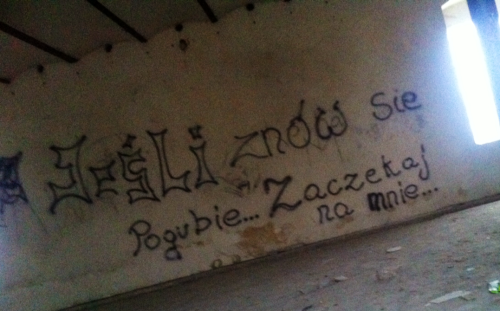 Jeśli znów się
Pogubię... Zaczekaj
na mnie...